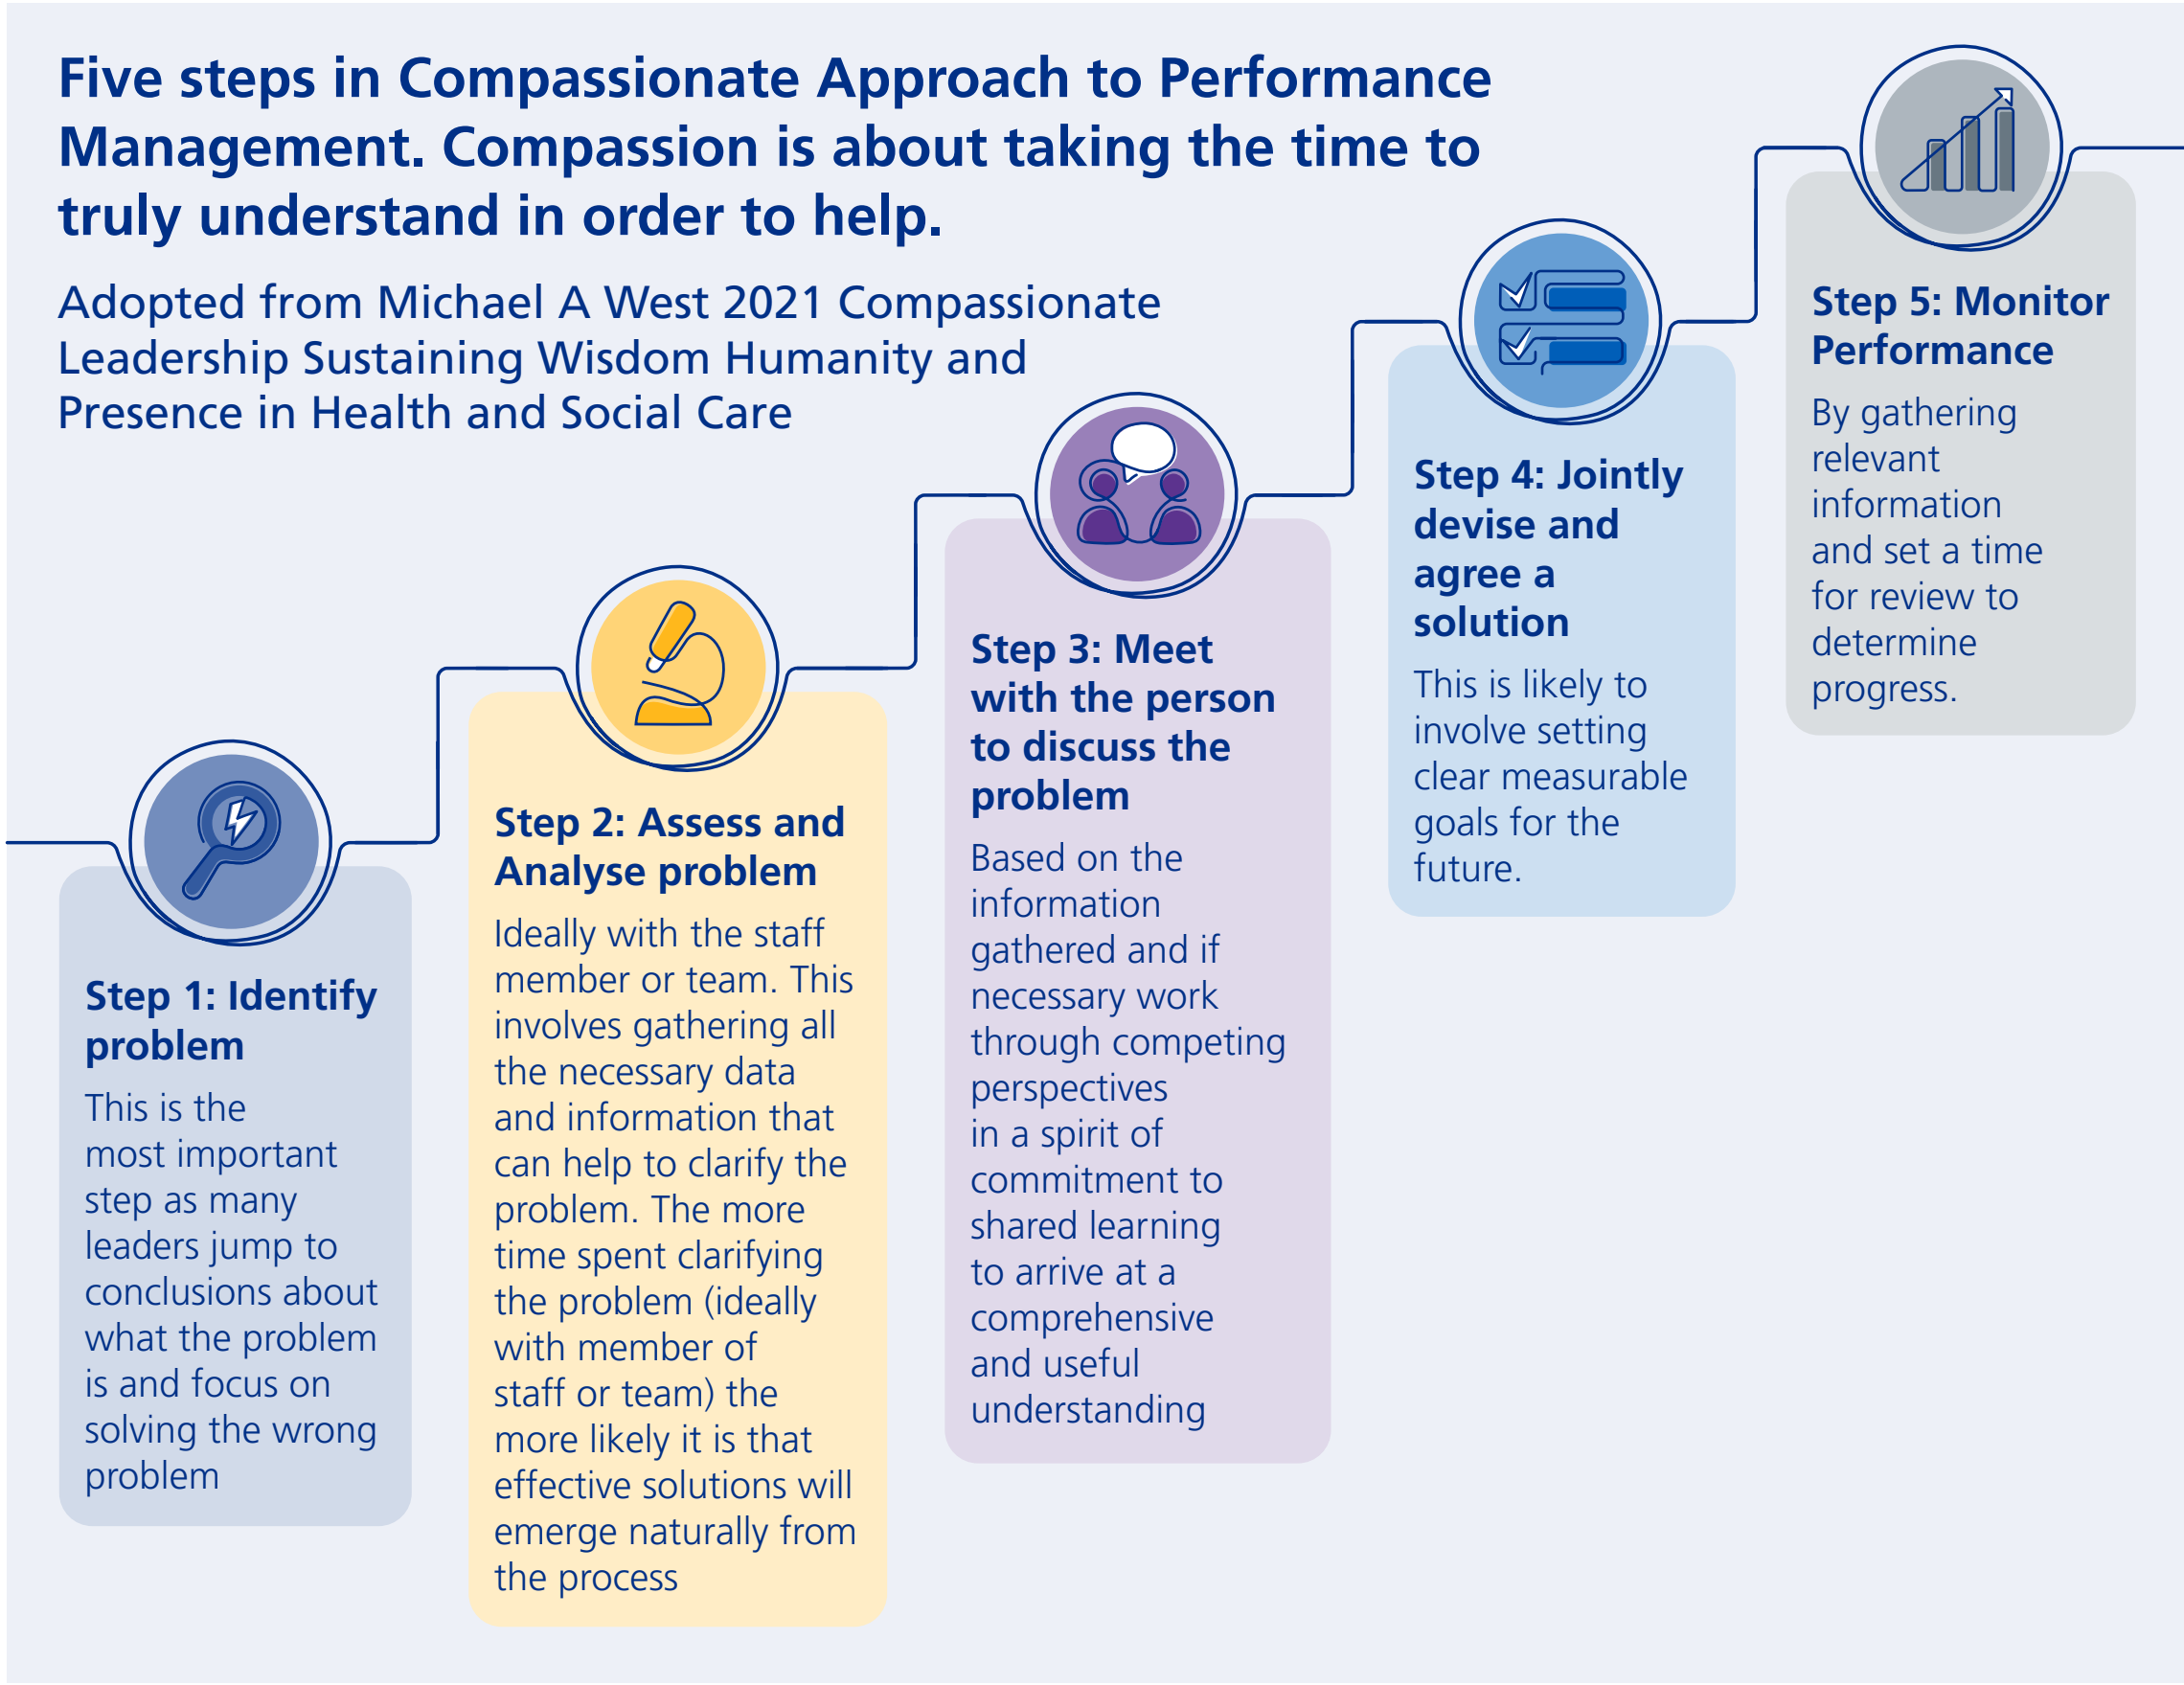 Five steps in Compassionate Approach to Performance
Management. Compassion is about taking the time to
truly understand in order to help.
Adopted from Michael A West 2021 Compassionate
Leadership Sustaining Wisdom Humanity and
Presence in Health and Social Care
Step 1: Identify
problem
This is the
most important
step as many
leaders jump to
conclusions about
what the problem
is and focus on
solving the wrong
problem
Step 2: Assess and
Analyse problem
Ideally with the staff
member or team. This
involves gathering all
the necessary data
and information that
can help to clarify the
problem. The more
time spent clarifying
the problem (ideally
with member of
staff or team) the
more likely it is that
effective solutions will
emerge naturally from
the process
Step 3: Meet
with the person
to discuss the
problem
Based on the
information
gathered and if
necessary work
through competing
perspectives
in a spirit of
commitment to
shared learning
to arrive at a
comprehensive
and useful
understanding
Step 4: Jointly
devise and
agree a
solution
This is likely to
involve setting
clear measurable
goals for the
future.
Step 5: Monitor
Performance
By gathering
relevant
information
and set a time
for review to
determine
progress.